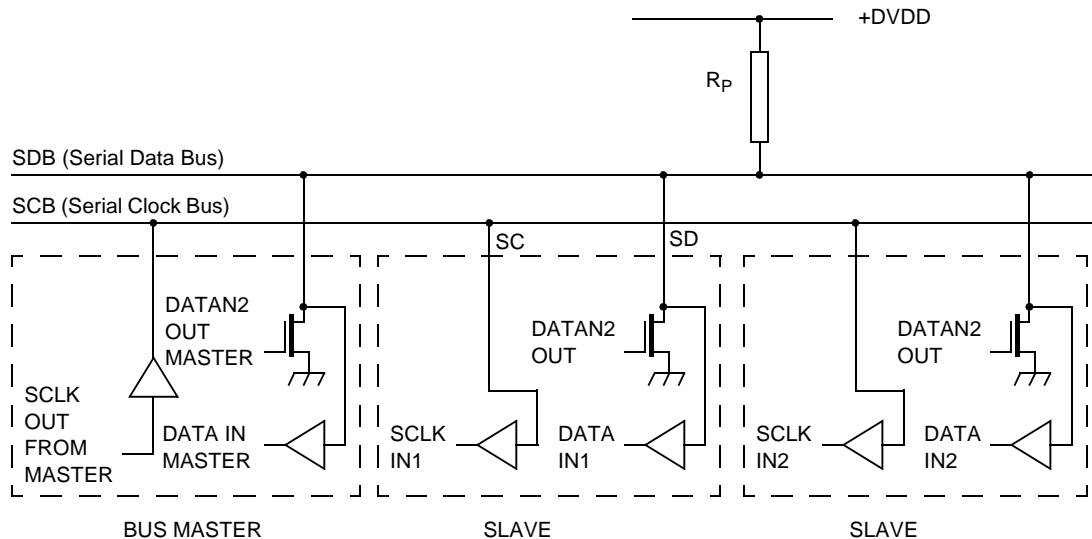 +DVDD
RP
SDB (Serial Data Bus)
SCB (Serial Clock Bus)
SC
SD
DATAN2
OUT
MASTER
SCLK
OUT
FROM
MASTER
DATA IN
MASTER
DATAN2
OUT
SCLK
IN1
DATA
IN1
DATAN2
OUT
SCLK
IN2
DATA
IN2
BUS MASTER
SLAVE
SLAVE